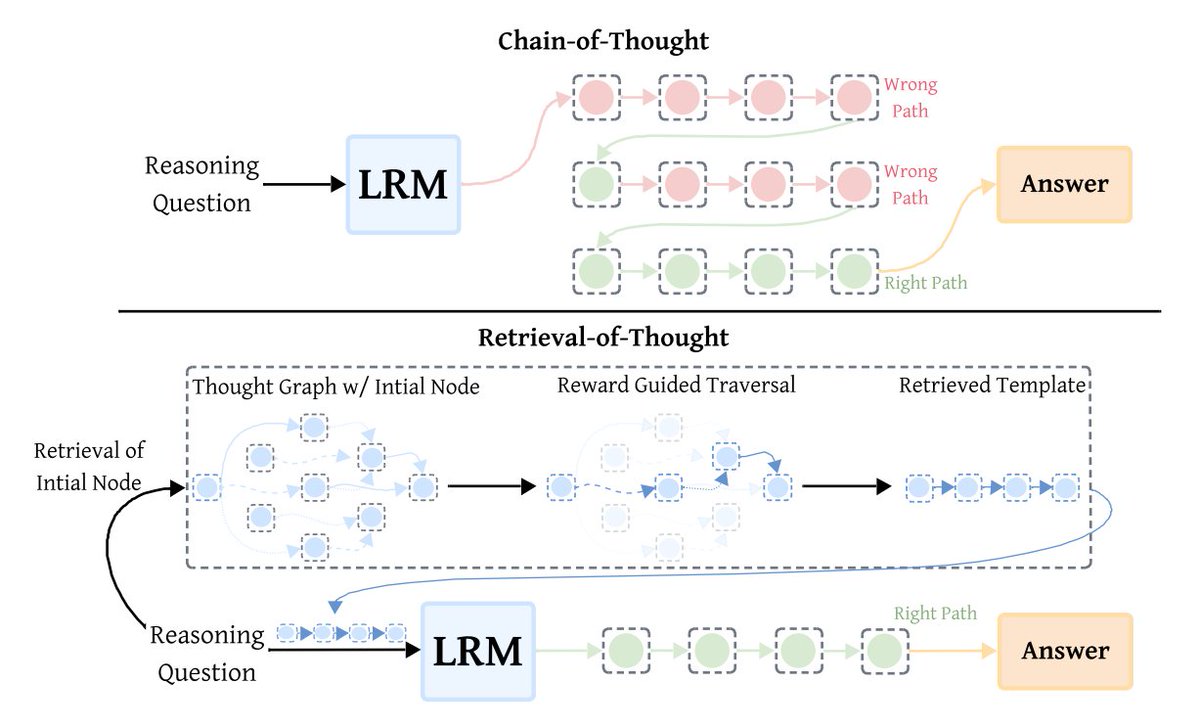 Chain-of-Thought
Wrong
Path
Reasoning
Question
LRM
Wrong
Path
Answer
Right Path
Retrieval-of-Thought
Thought Graph w/ Intial Node
Reward Guided Traversal
Retrieved Template
Retrieval of
Intial Node
Reasoning
Question
LRM
Right Path
Answer